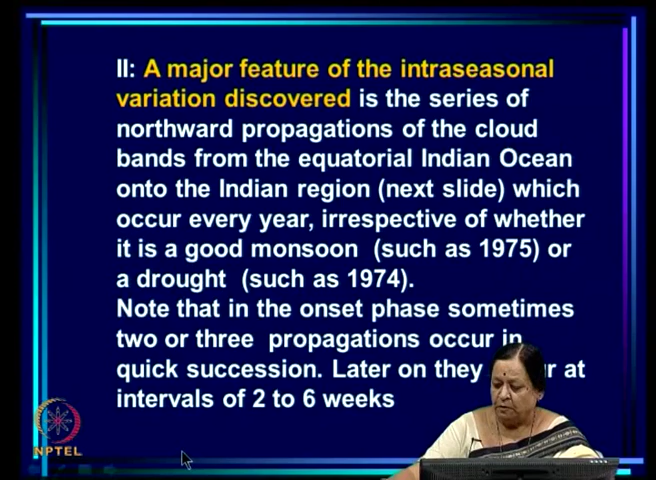 II: A major feature of the intraseasonal
variation discovered is the series of
northward propagations of the cloud
bands from the equatorial Indian Ocean
onto the Indian region (next slide) which
occur every year, irrespective of whether
it is a good monsoon (such as 1975) or
a drought (such as 1974).
Note that in the onset phase sometimes
two or three propagations occur in
quick succession. Later on they at
intervals of 2 to 6 weeks
NPTEL